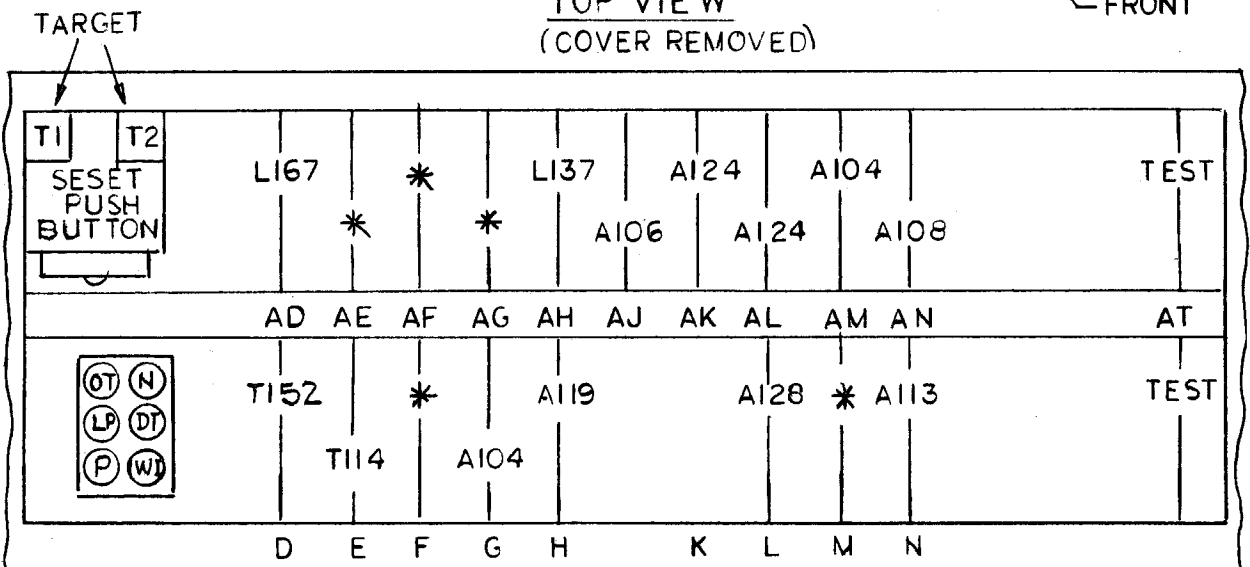 TOP VIEW
(COVER REMOVED)
FRONT
TARGET
T1 T2
SESET
PUSH
BUTTON
L167 * L137 A124 A104 TEST
* * A106 A124 A108
AD AE AF AG AH AJ AK AL AM AN AT
OT N
LP DT
P WI
T152 * A119 A128 * A113 TEST
T114 A104
D E F G H K L M N